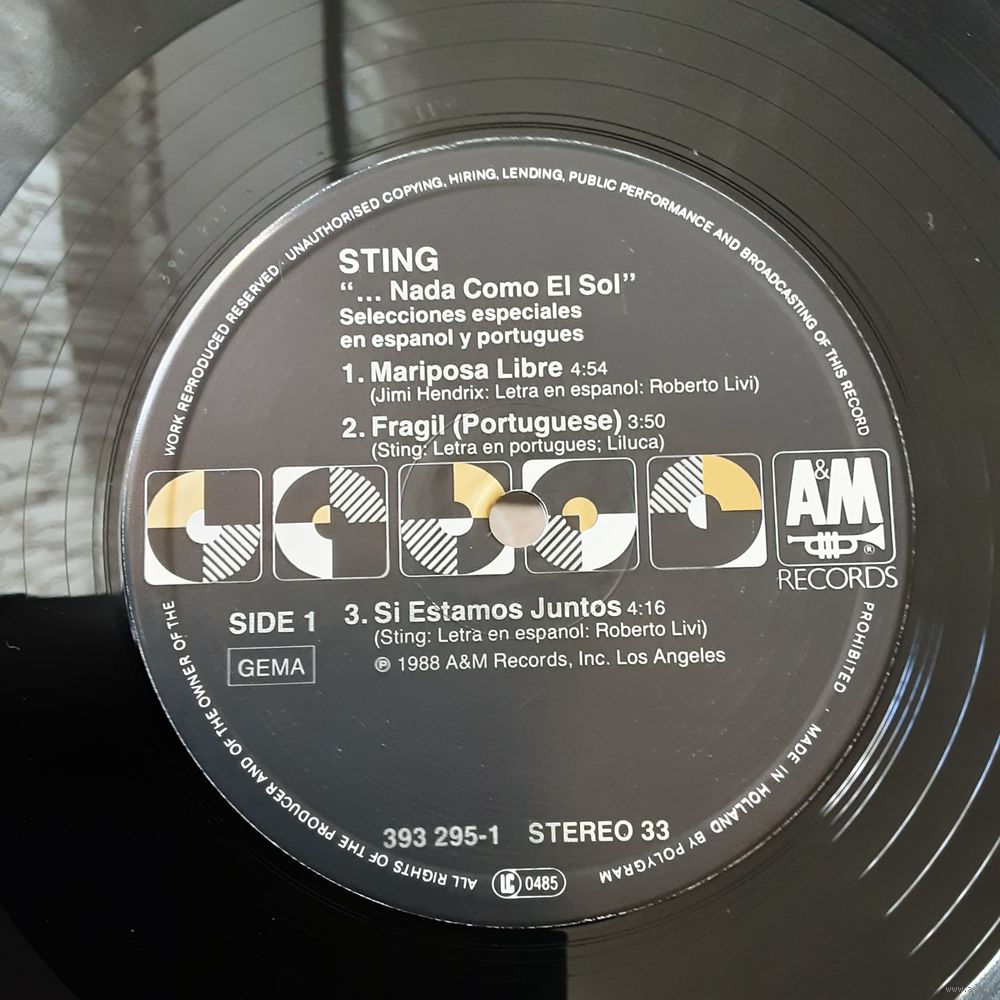 WORK REPRODUCED RESERVED. UNAUTHORISED COPYING, HIRING, LENDING, PUBLIC PERFORMANCE AND BROADCASTING OF THIS RECORD
STING
“... Nada Como El Sol”
Selecciones especiales
en espanol y portugues
1. Mariposa Libre 4:54
(Jimi Hendrix: Letra en espanol: Roberto Livi)
2. Fragil (Portuguese) 3:50
(Sting: Letra en portugues; Liluca)
A&M
®
RECORDS
SIDE 1
GEMA
3. Si Estamos Juntos 4:16
(Sting: Letra en espanol: Roberto Livi)
℗ 1988 A&M Records, Inc. Los Angeles
393 295-1 STEREO 33
PROHIBITED . MADE IN HOLLAND BY POLYGRAM
LC 0485
ALL RIGHTS OF THE PRODUCER AND OF THE OWNER OF THE